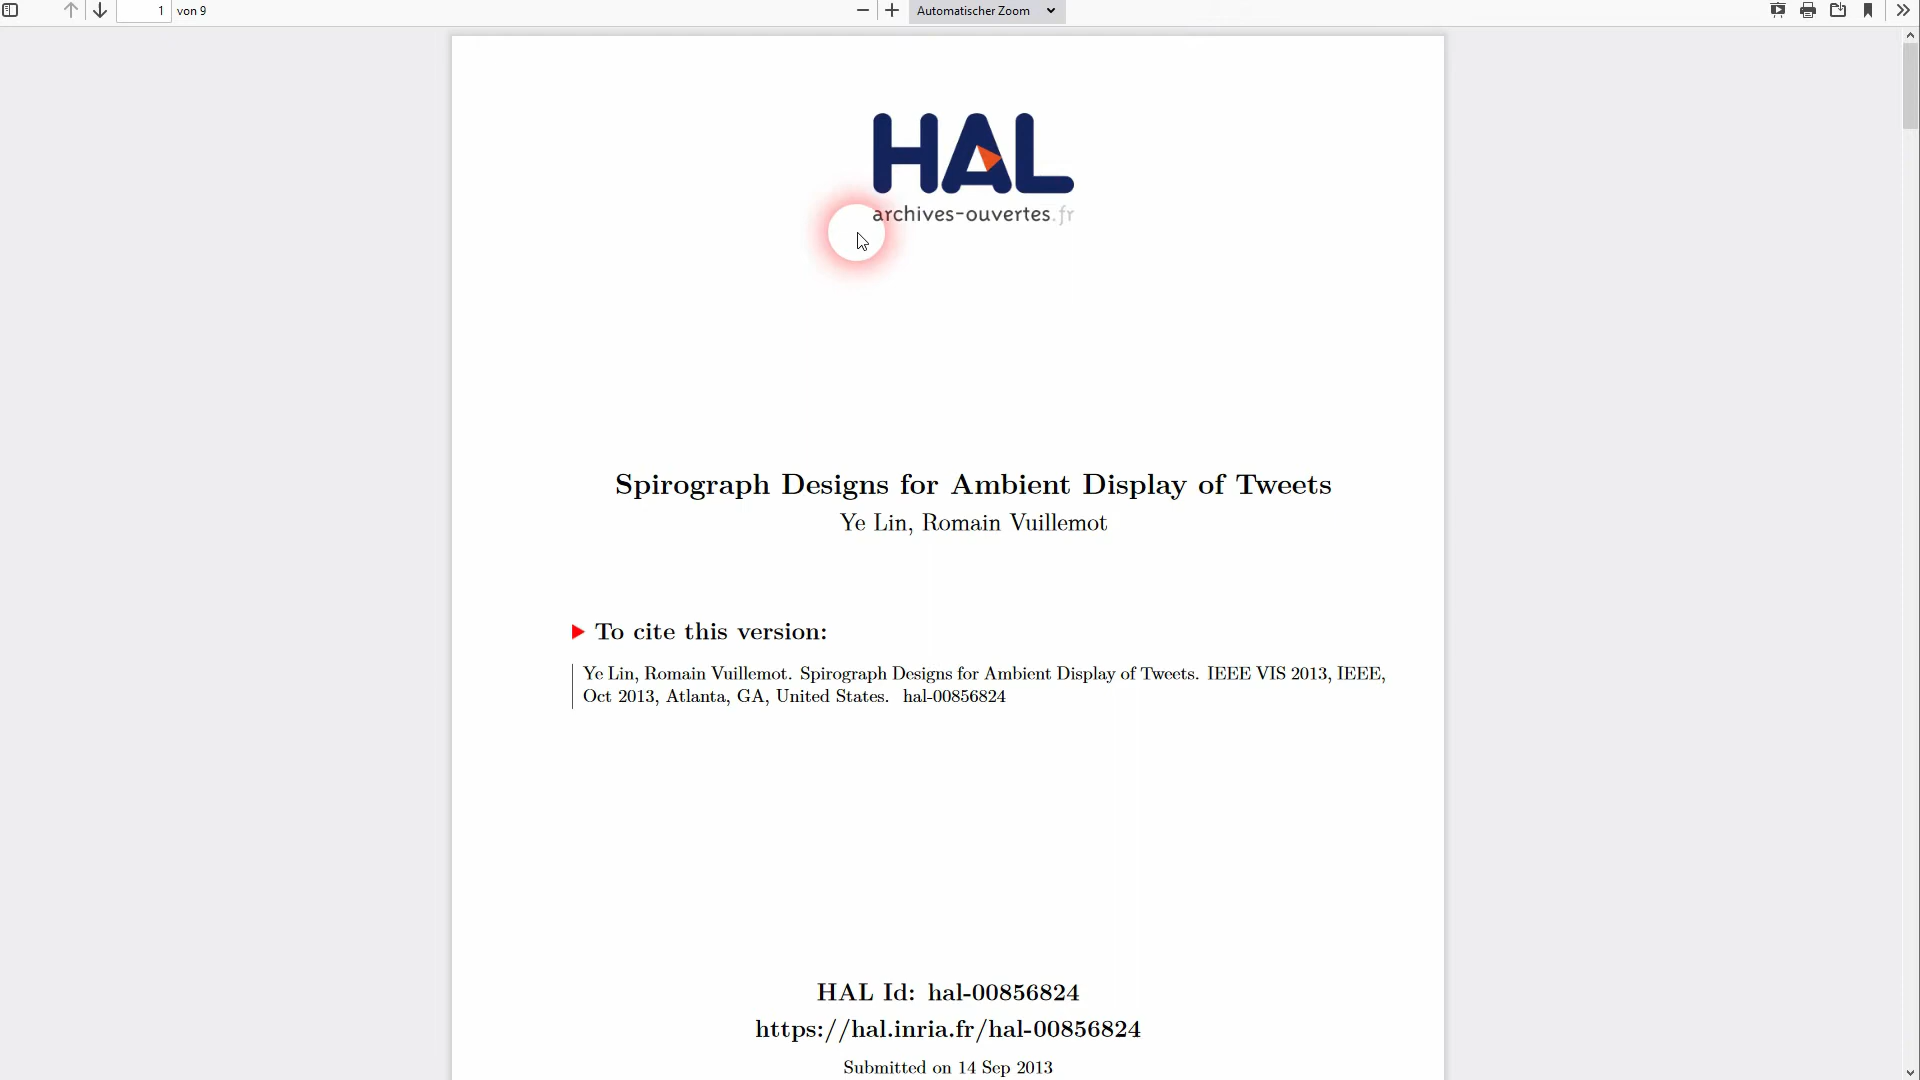 1 von 9 Automatischer Zoom
HAL
archives-ouvertes.fr
Spirograph Designs for Ambient Display of Tweets
Ye Lin, Romain Vuillemot
To cite this version:
Ye Lin, Romain Vuillemot. Spirograph Designs for Ambient Display of Tweets. IEEE VIS 2013, IEEE,
Oct 2013, Atlanta, GA, United States. hal-00856824
HAL Id: hal-00856824
https://hal.inria.fr/hal-00856824
Submitted on 14 Sep 2013